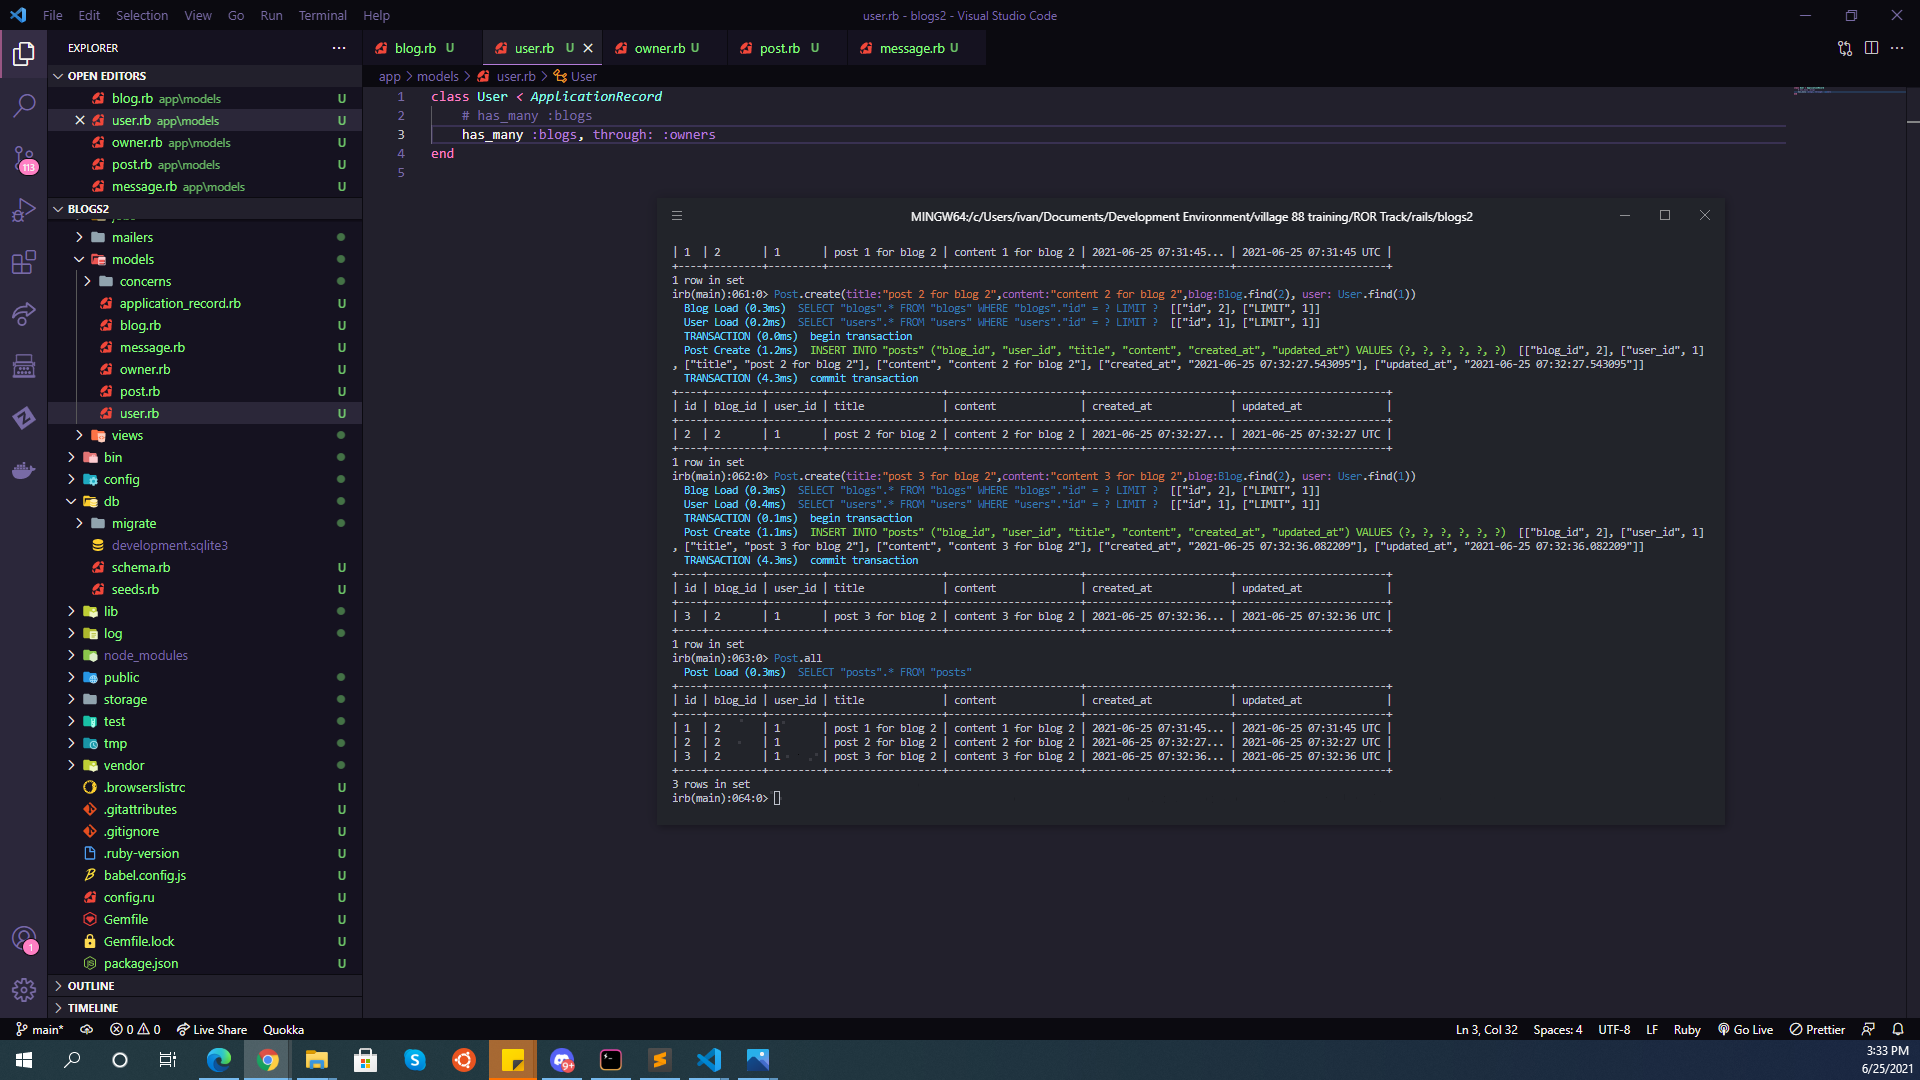 File Edit Selection View Go Run Terminal Help
user.rb - blogs2 - Visual Studio Code
EXPLORER
OPEN EDITORS
blog.rb app\models U
user.rb app\models U
owner.rb app\models U
post.rb app\models U
message.rb app\models U
BLOGS2
mailers
models
concerns
application_record.rb U
blog.rb U
message.rb U
owner.rb U
post.rb U
user.rb U
views
bin
config
db
migrate
development.sqlite3
schema.rb U
seeds.rb U
lib
log
node_modules
public
storage
test
tmp
vendor
.browserslistrc U
.gitattributes U
.gitignore U
.ruby-version U
babel.config.js U
config.ru U
Gemfile U
Gemfile.lock U
package.json U
OUTLINE
TIMELINE
113
1
blog.rb U user.rb U owner.rb U post.rb U message.rb U
app > models > user.rb > User
1 class User < ApplicationRecord
2 # has_many :blogs
3 has_many :blogs, through: :owners
4 end
5
MINGW64:/c/Users/ivan/Documents/Development Environment/village 88 training/ROR Track/rails/blogs2
| 1 | 2 | 1 | post 1 for blog 2 | content 1 for blog 2 | 2021-06-25 07:31:45... | 2021-06-25 07:31:45 UTC |
1 row in set
irb(main):061:0> Post.create(title:"post 2 for blog 2",content:"content 2 for blog 2",blog:Blog.find(2), user: User.find(1))
Blog Load (0.3ms) SELECT "blogs".* FROM "blogs" WHERE "blogs"."id" = ? LIMIT ? [["id", 2], ["LIMIT", 1]]
User Load (0.2ms) SELECT "users".* FROM "users" WHERE "users"."id" = ? LIMIT ? [["id", 1], ["LIMIT", 1]]
TRANSACTION (0.0ms) begin transaction
Post Create (1.2ms) INSERT INTO "posts" ("blog_id", "user_id", "title", "content", "created_at", "updated_at") VALUES (?, ?, ?, ?, ?, ?) [["blog_id", 2], ["user_id", 1]
, ["title", "post 2 for blog 2"], ["content", "content 2 for blog 2"], ["created_at", "2021-06-25 07:32:27.543095"], ["updated_at", "2021-06-25 07:32:27.543095"]]
TRANSACTION (4.3ms) commit transaction
| id | blog_id | user_id | title | content | created_at | updated_at |
| 2 | 2 | 1 | post 2 for blog 2 | content 2 for blog 2 | 2021-06-25 07:32:27... | 2021-06-25 07:32:27 UTC |
1 row in set
irb(main):062:0> Post.create(title:"post 3 for blog 2",content:"content 3 for blog 2",blog:Blog.find(2), user: User.find(1))
Blog Load (0.3ms) SELECT "blogs".* FROM "blogs" WHERE "blogs"."id" = ? LIMIT ? [["id", 2], ["LIMIT", 1]]
User Load (0.4ms) SELECT "users".* FROM "users" WHERE "users"."id" = ? LIMIT ? [["id", 1], ["LIMIT", 1]]
TRANSACTION (0.1ms) begin transaction
Post Create (1.1ms) INSERT INTO "posts" ("blog_id", "user_id", "title", "content", "created_at", "updated_at") VALUES (?, ?, ?, ?, ?, ?) [["blog_id", 2], ["user_id", 1]
, ["title", "post 3 for blog 2"], ["content", "content 3 for blog 2"], ["created_at", "2021-06-25 07:32:36.082209"], ["updated_at", "2021-06-25 07:32:36.082209"]]
TRANSACTION (4.3ms) commit transaction
| id | blog_id | user_id | title | content | created_at | updated_at |
| 3 | 2 | 1 | post 3 for blog 2 | content 3 for blog 2 | 2021-06-25 07:32:36... | 2021-06-25 07:32:36 UTC |
1 row in set
irb(main):063:0> Post.all
Post Load (0.3ms) SELECT "posts".* FROM "posts"
| id | blog_id | user_id | title | content | created_at | updated_at |
| 1 | 2 | 1 | post 1 for blog 2 | content 1 for blog 2 | 2021-06-25 07:31:45... | 2021-06-25 07:31:45 UTC |
| 2 | 2 | 1 | post 2 for blog 2 | content 2 for blog 2 | 2021-06-25 07:32:27... | 2021-06-25 07:32:27 UTC |
| 3 | 2 | 1 | post 3 for blog 2 | content 3 for blog 2 | 2021-06-25 07:32:36... | 2021-06-25 07:32:36 UTC |
3 rows in set
irb(main):064:0>
main* 0 0 Live Share Quokka
Ln 3, Col 32 Spaces: 4 UTF-8 LF Ruby Go Live Prettier
9+
3:33 PM
6/25/2021